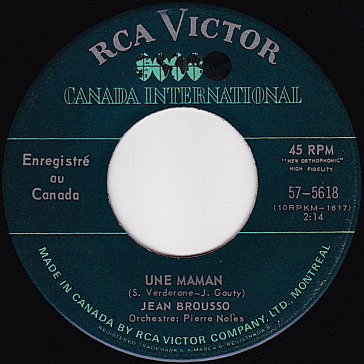 RCA VICTOR
CANADA INTERNATIONAL
Enregistré
au
Canada
45 RPM
"NEW ORTHOPHONIC"
HIGH FIDELITY
57-5618
(10RPKM-1617)
2:14
UNE MAMAN
(S. Verderane-J. Gauty)
JEAN BROUSSO
Orchestre: Pierre Noles
MADE IN CANADA BY RCA VICTOR COMPANY, LTD., MONTREAL